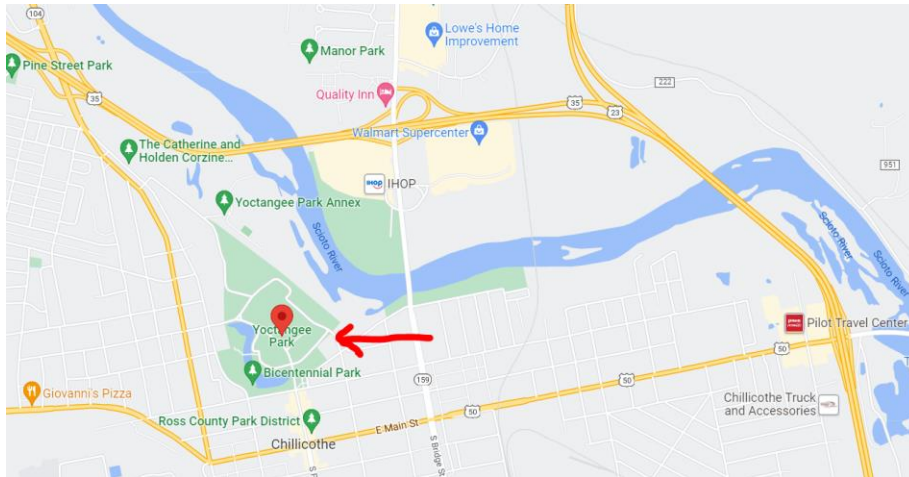 104
Lowe's Home
Improvement
Manor Park
Pine Street Park
222
Quality Inn
35
35
23
Walmart Supercenter
The Catherine and
Holden Corzine...
951
IHOP
IHOP
Yoctangee Park Annex
Scioto River
Scioto River
Scioto River
Yoctangee
Park
Pilot Travel Center
50
Bicentennial Park
159
50
Giovanni's Pizza
Chillicothe Truck
and Accessories
Ross County Park District
50
E Main St
Chillicothe
S Bridge St